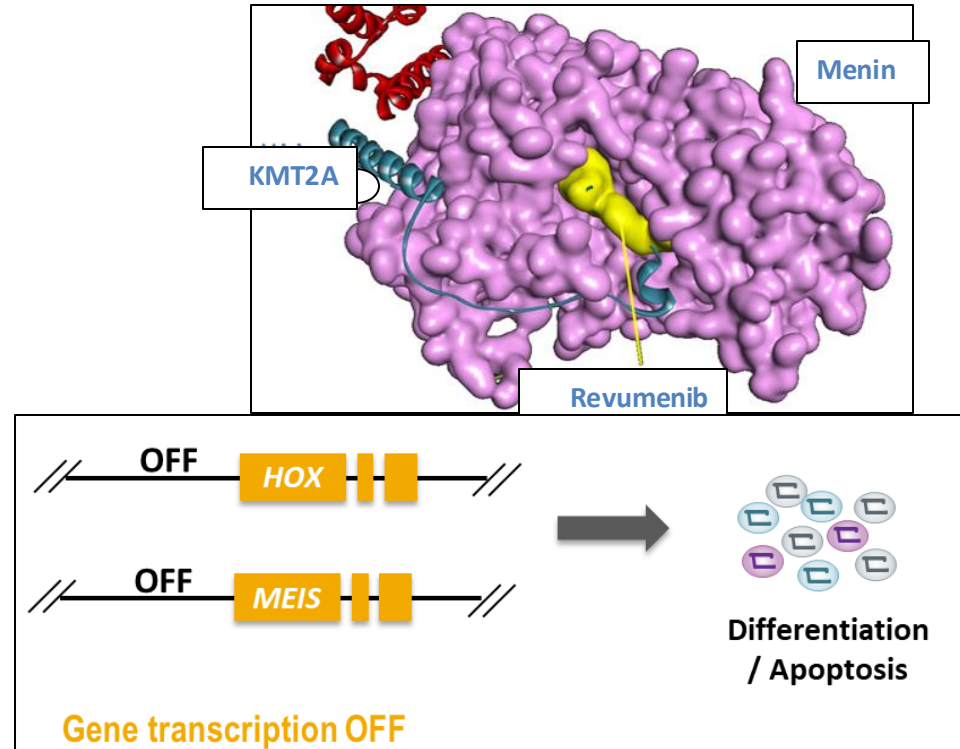 Menin
KMT2A
Revumenib
OFF
HOX
OFF
MEIS
Differentiation
/ Apoptosis
Gene transcription OFF